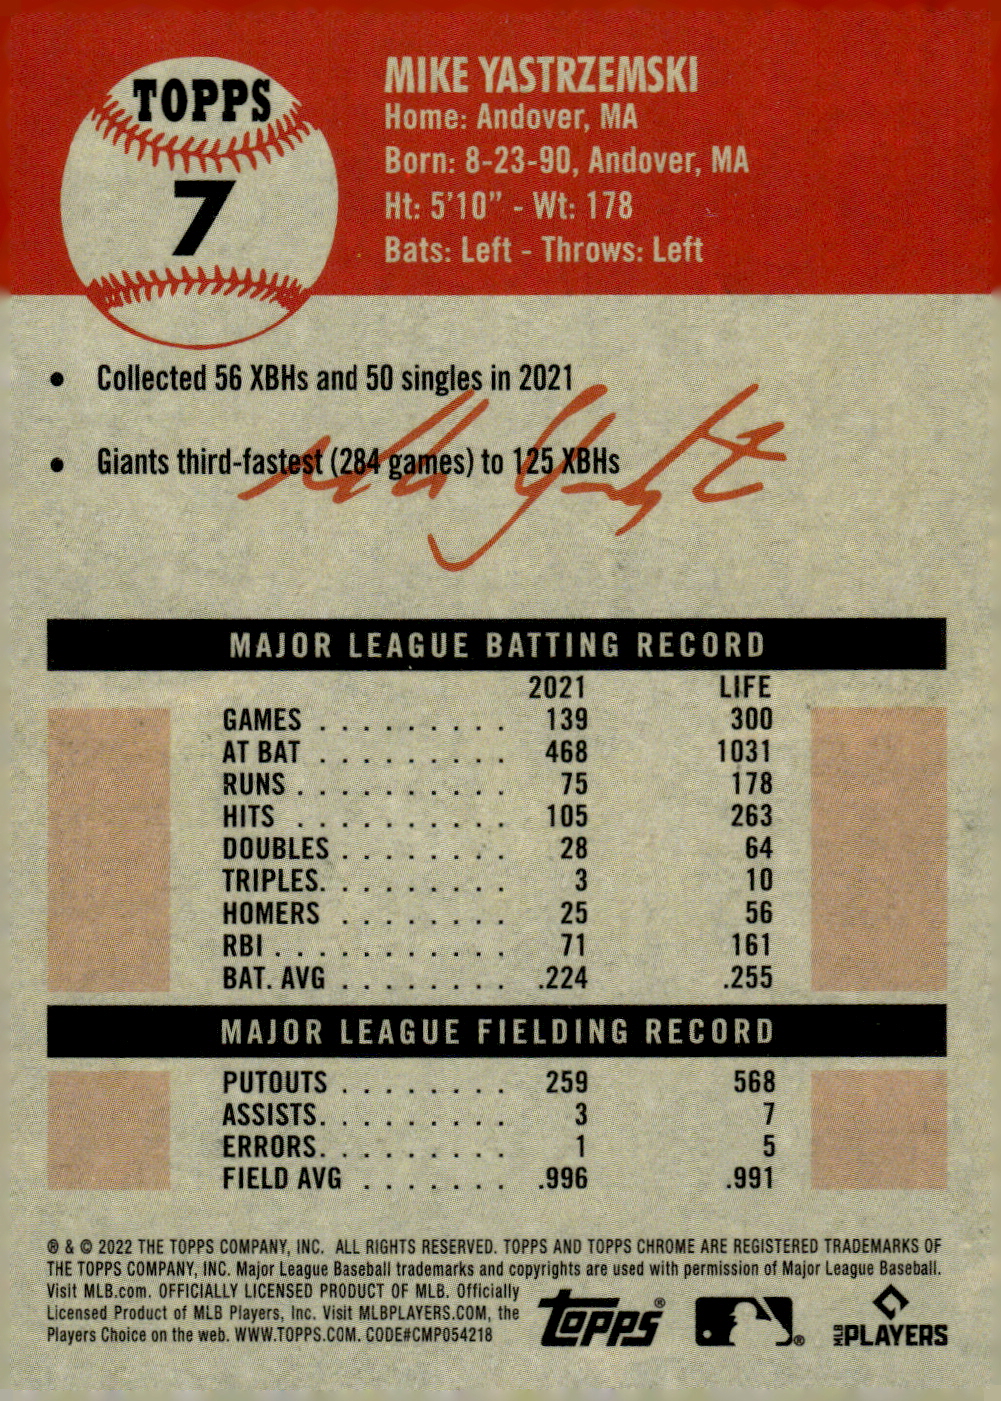 TOPPS
7
MIKE YASTRZEMSKI
Home: Andover, MA
Born: 8-23-90, Andover, MA
Ht: 5'10" - Wt: 178
Bats: Left - Throws: Left
• Collected 56 XBHs and 50 singles in 2021
• Giants third-fastest (284 games) to 125 XBHs
MAJOR LEAGUE BATTING RECORD
2021 LIFE
GAMES . . . . . . . . . 139 300
AT BAT . . . . . . . . . 468 1031
RUNS . . . . . . . . . . 75 178
HITS . . . . . . . . . . 105 263
DOUBLES . . . . . . . . 28 64
TRIPLES. . . . . . . . . 3 10
HOMERS . . . . . . . . 25 56
RBI . . . . . . . . . . . 71 161
BAT. AVG . . . . . . . . .224 .255
MAJOR LEAGUE FIELDING RECORD
PUTOUTS . . . . . . . . 259 568
ASSISTS. . . . . . . . . 3 7
ERRORS. . . . . . . . . 1 5
FIELD AVG . . . . . . . .996 .991
® & © 2022 THE TOPPS COMPANY, INC. ALL RIGHTS RESERVED. TOPPS AND TOPPS CHROME ARE REGISTERED TRADEMARKS OF
THE TOPPS COMPANY, INC. Major League Baseball trademarks and copyrights are used with permission of Major League Baseball.
Visit MLB.com. OFFICIALLY LICENSED PRODUCT OF MLB. Officially
Licensed Product of MLB Players, Inc. Visit MLBPLAYERS.COM, the
Players Choice on the web. WWW.TOPPS.COM. CODE#CMP054218
Topps®
®
MLB PLAYERS